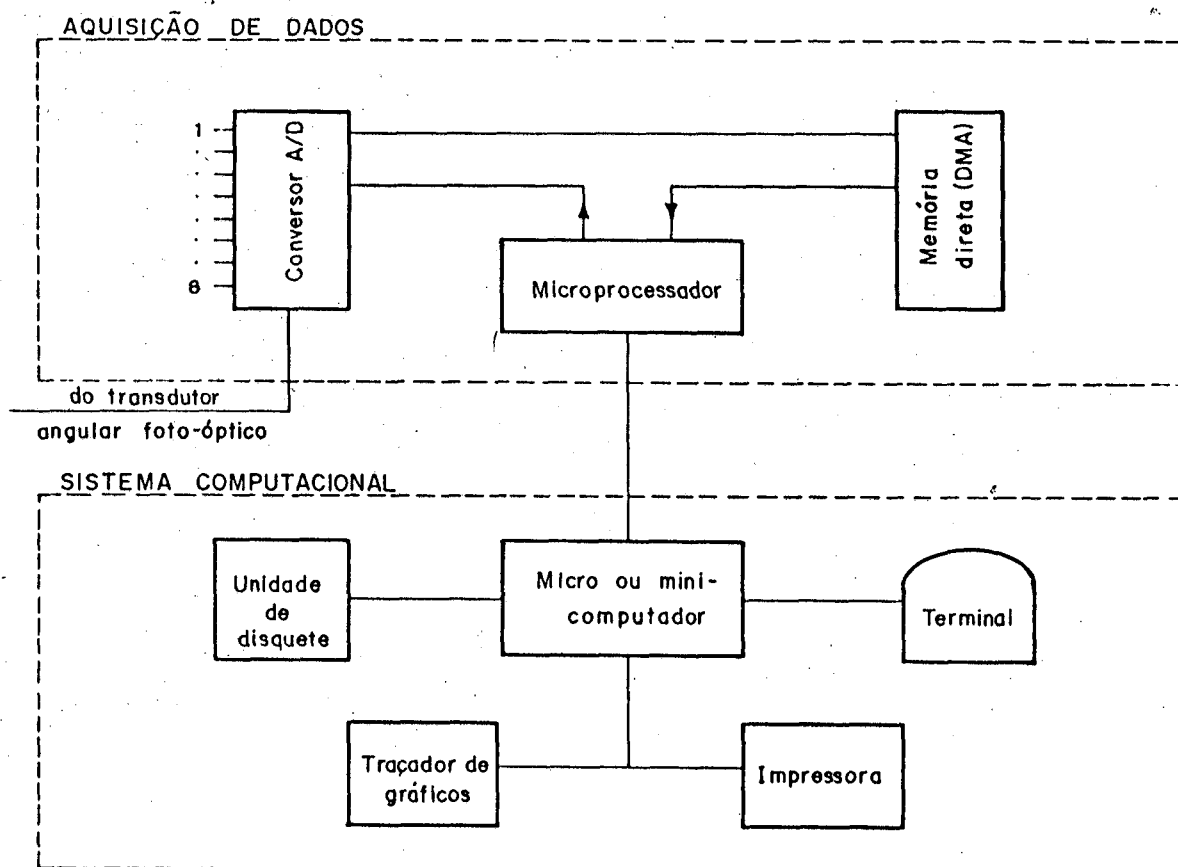 AQUISIÇÃO DE DADOS
1
8
Conversor A/D
Microprocessador
Memória
direta (DMA)
do transdutor
angular foto-óptico
SISTEMA COMPUTACIONAL
Unidade
de
disquete
Micro ou mini-
computador
Terminal
Traçador de
gráficos
Impressora